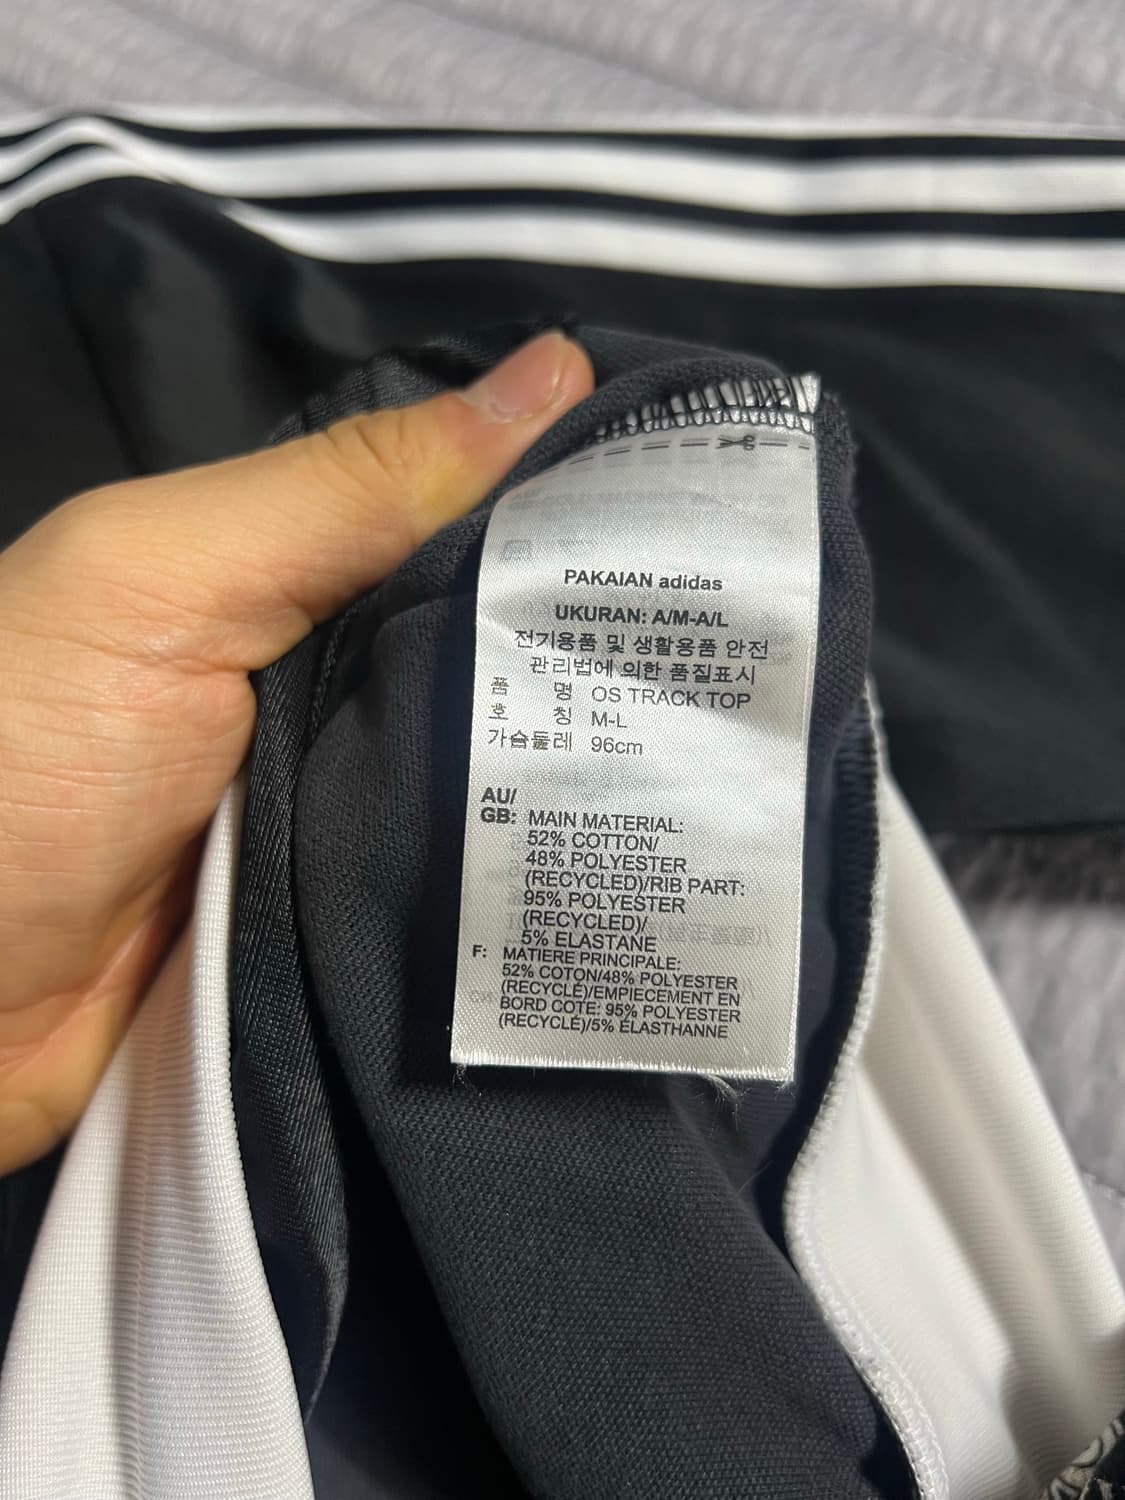 PAKAIAN adidas
UKURAN: A/M-A/L
전기용품 및 생활용품 안전
관리법에 의한 품질표시
품 명 OS TRACK TOP
호 칭 M-L
가슴둘레 96cm
AU/
GB: MAIN MATERIAL:
52% COTTON/
48% POLYESTER
(RECYCLED)/RIB PART:
95% POLYESTER
(RECYCLED)/
5% ELASTANE
F: MATIERE PRINCIPALE:
52% COTON/48% POLYESTER
(RECYCLÉ)/EMPIECEMENT EN
BORD COTE: 95% POLYESTER
(RECYCLÉ)/5% ÉLASTHANNE